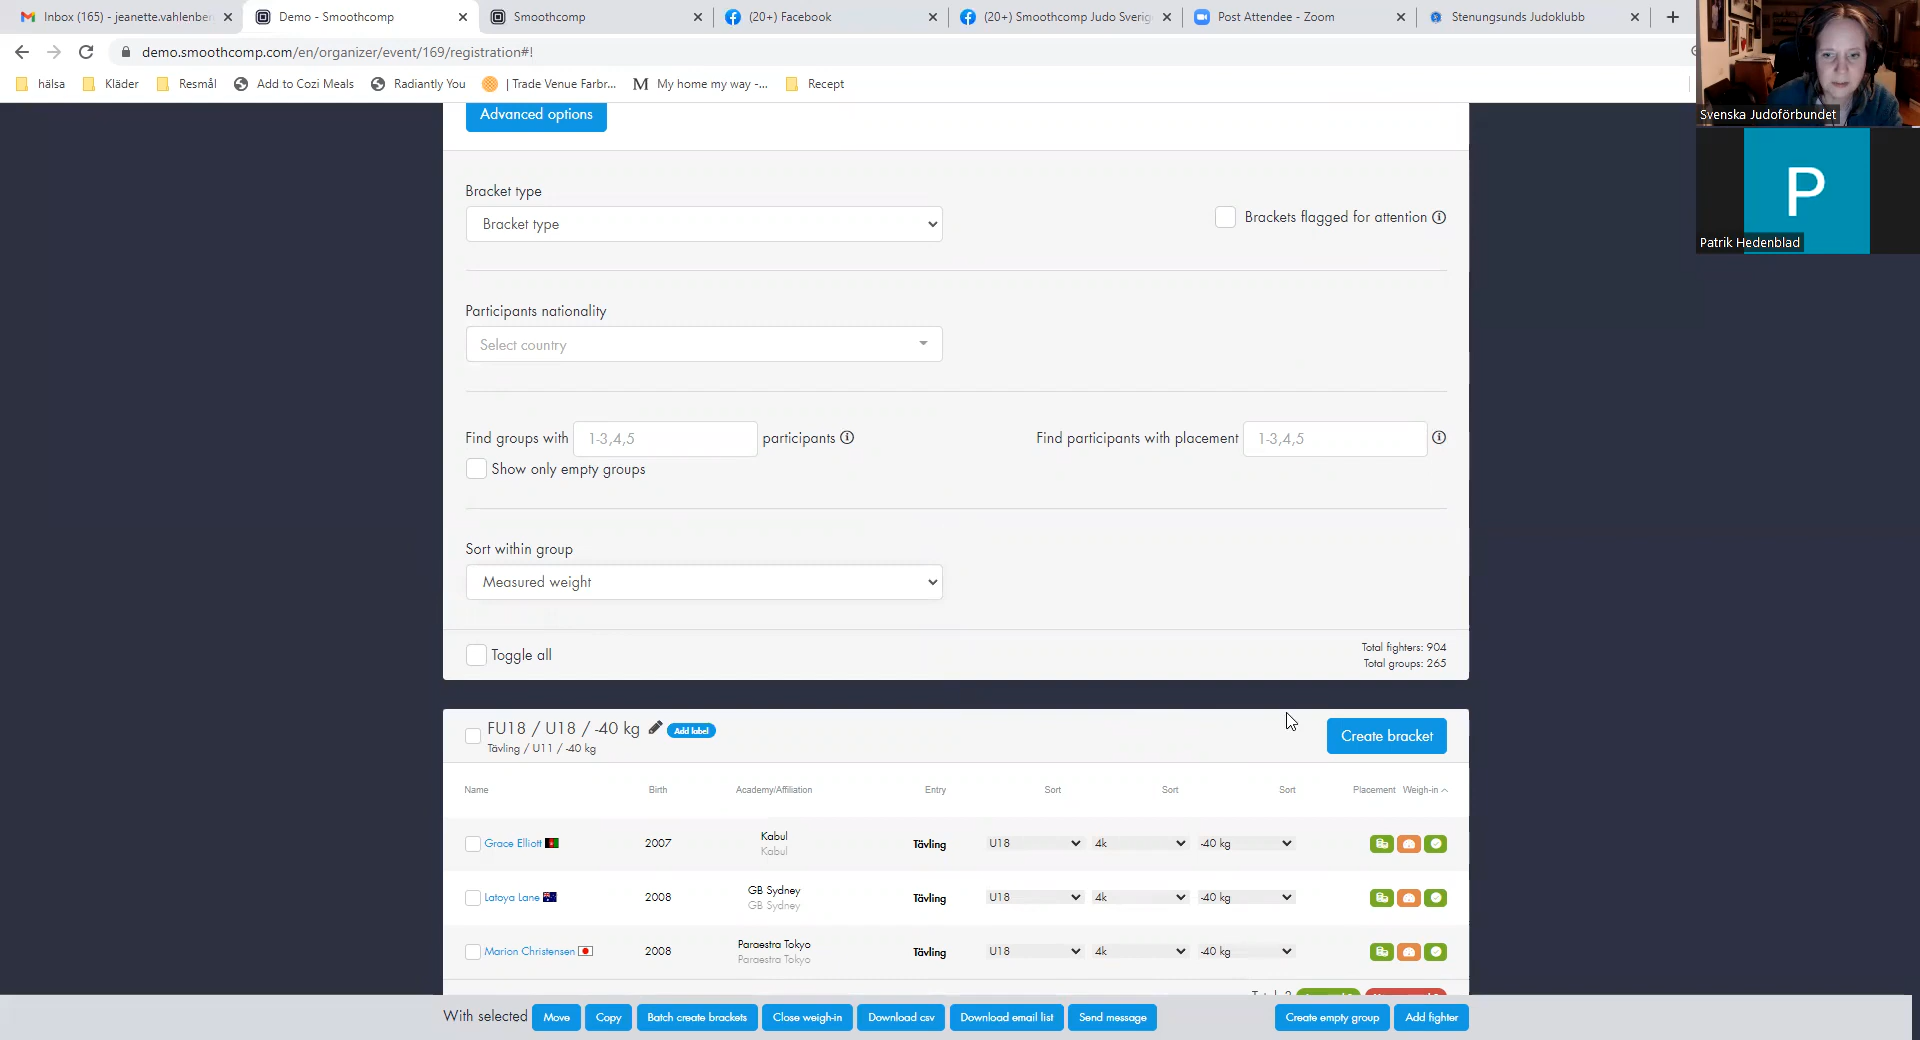 Inbox (165) - jeanette.vahlenber
Demo - Smoothcomp
Smoothcomp
(20+) Facebook
(20+) Smoothcomp Judo Sverig
Post Attendee - Zoom
Stenungsunds Judoklubb
demo.smoothcomp.com/en/organizer/event/169/registration#!
hälsa
Kläder
Resmål
Add to Cozi Meals
Radiantly You
| Trade Venue Farbr...
My home my way -...
Recept
Svenska Judoförbundet
P
Patrik Hedenblad
Advanced options
Bracket type
Bracket type
Brackets flagged for attention
Participants nationality
Select country
Find groups with 1-3,4,5 participants
Find participants with placement 1-3,4,5
Show only empty groups
Sort within group
Measured weight
Toggle all
Total fighters: 904
Total groups: 265
FU18 / U18 / -40 kg Add label
Tävling / U11 / -40 kg
Create bracket
Name Birth Academy/Affiliation Entry Sort Sort Sort Placement Weigh-in
Grace Elliott 2007 Kabul Tävling U18 4k -40 kg
Kabul
Latoya Lane 2008 GB Sydney Tävling U18 4k -40 kg
GB Sydney
Marion Christensen 2008 Paraestra Tokyo Tävling U18 4k -40 kg
Paraestra Tokyo
With selected Move Copy Batch create brackets Close weigh-in Download csv Download email list Send message Create empty group Add fighter